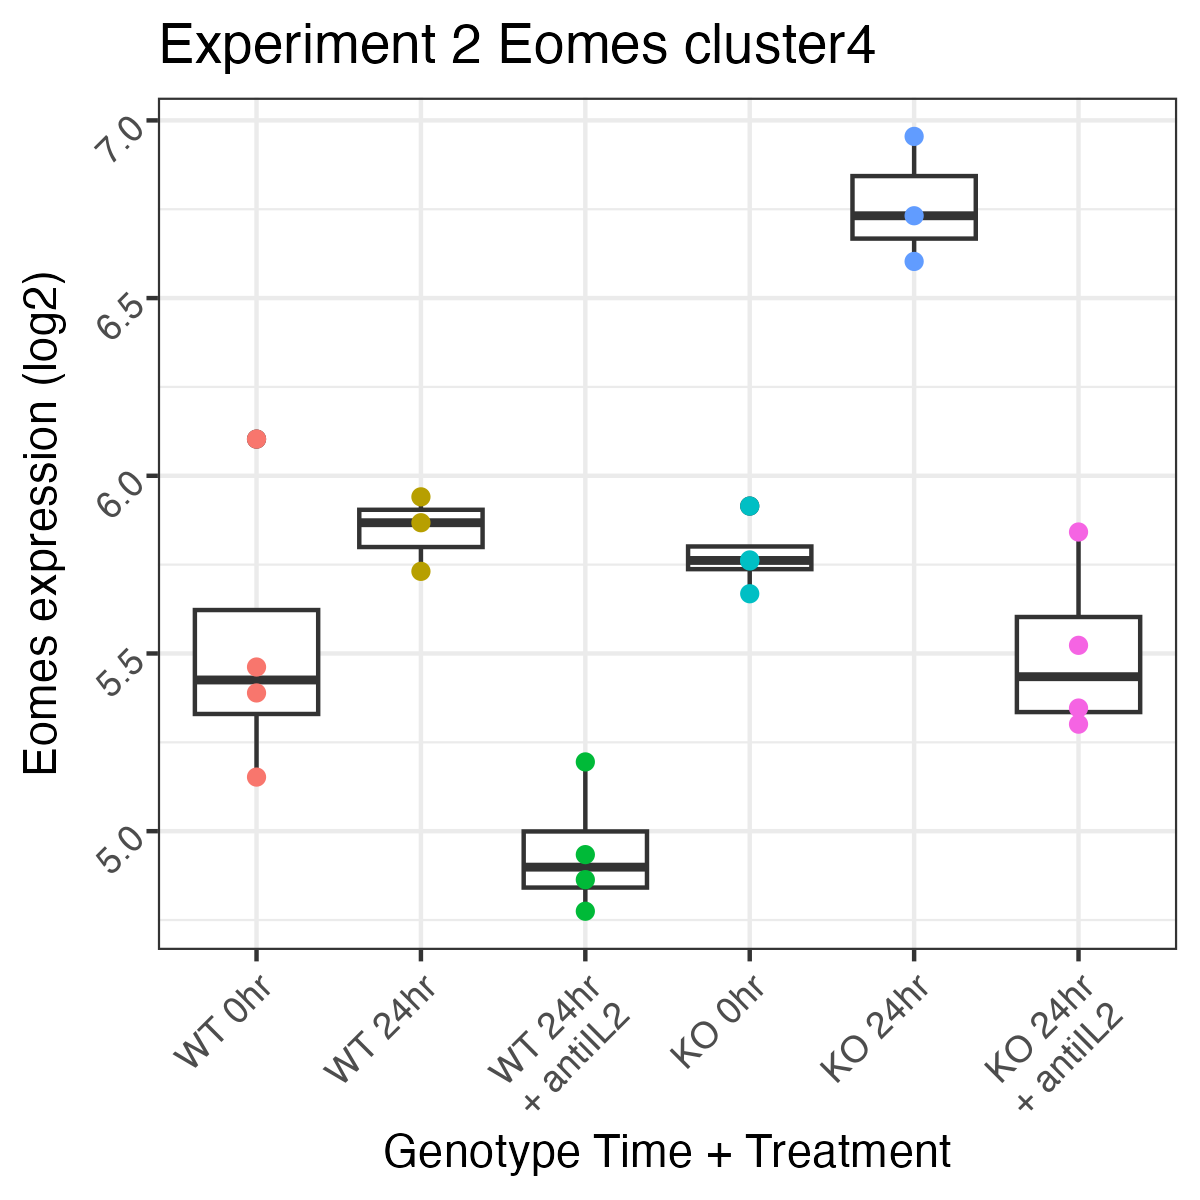 Experiment 2 Eomes cluster4
Eomes expression (log2)
7.0
6.5
6.0
5.5
5.0
WT 0hr
WT 24hr
WT 24hr
+ antiIL2
KO 0hr
KO 24hr
KO 24hr
+ antiIL2
Genotype Time + Treatment